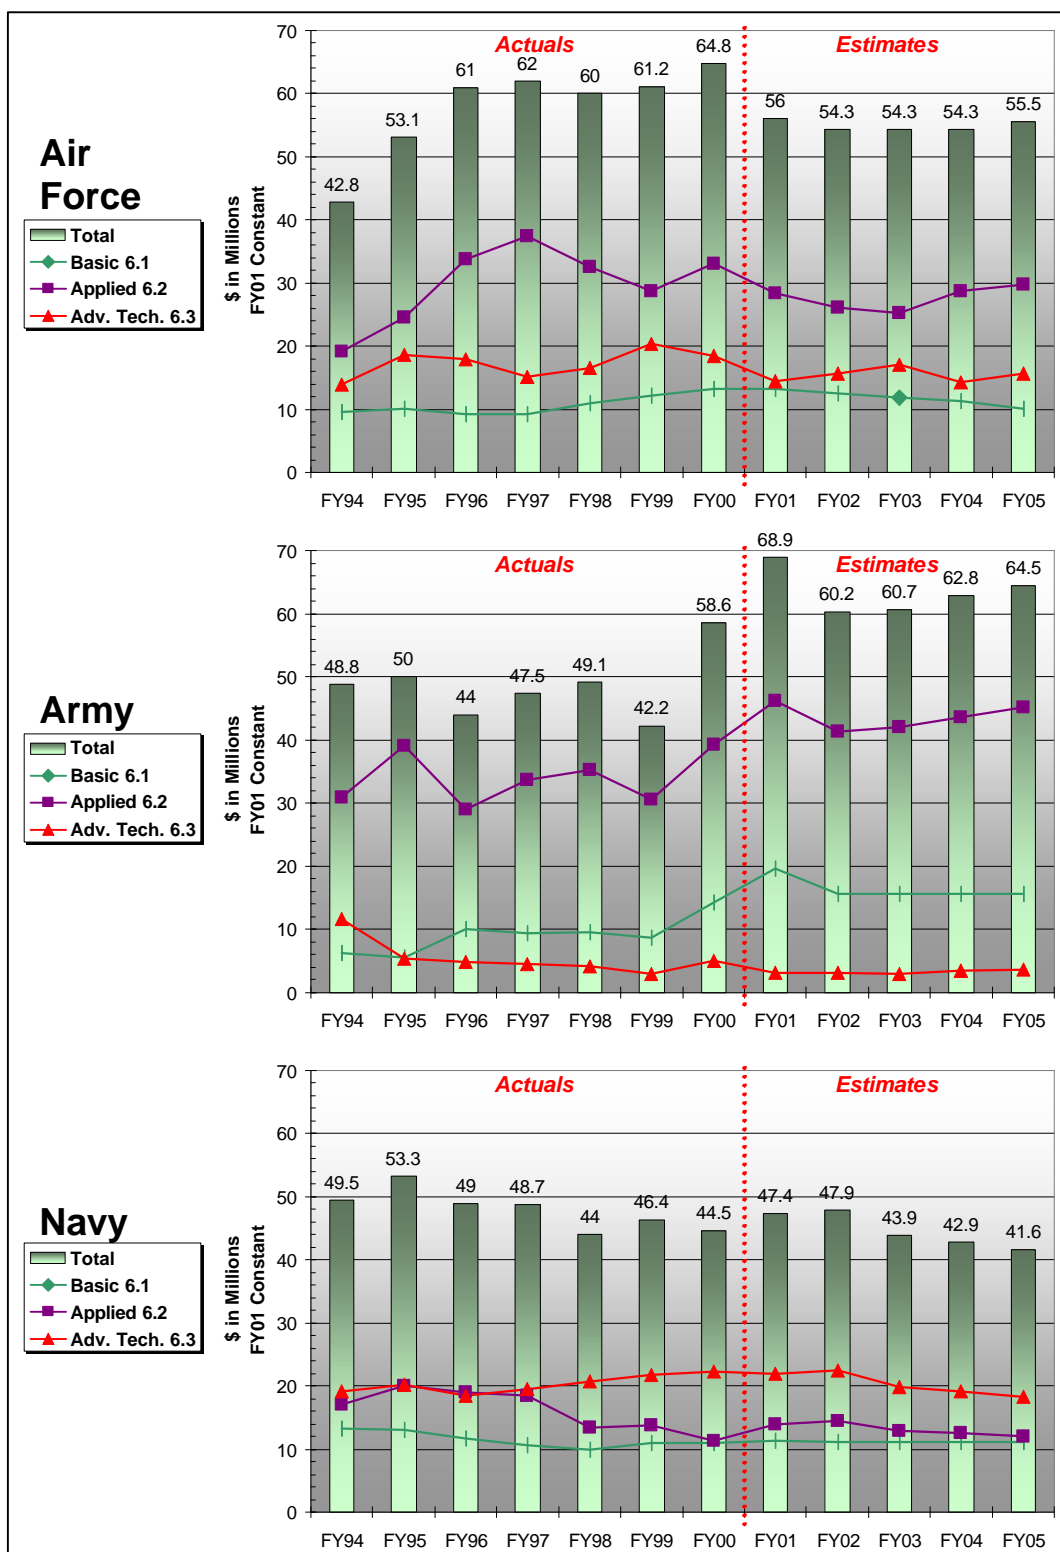 Air
Force
Total
Basic 6.1
Applied 6.2
Adv. Tech. 6.3
$ in Millions
FY01 Constant
Actuals
Estimates
70
60
50
40
30
20
10
0
42.8
53.1
61
62
60
61.2
64.8
56
54.3
54.3
54.3
55.5
FY94 FY95 FY96 FY97 FY98 FY99 FY00 FY01 FY02 FY03 FY04 FY05
Army
Total
Basic 6.1
Applied 6.2
Adv. Tech. 6.3
$ in Millions
FY01 Constant
Actuals
Estimates
70
60
50
40
30
20
10
0
48.8
50
44
47.5
49.1
42.2
58.6
68.9
60.2
60.7
62.8
64.5
FY94 FY95 FY96 FY97 FY98 FY99 FY00 FY01 FY02 FY03 FY04 FY05
Navy
Total
Basic 6.1
Applied 6.2
Adv. Tech. 6.3
$ in Millions
FY01 Constant
Actuals
Estimates
70
60
50
40
30
20
10
0
49.5
53.3
49
48.7
44
46.4
44.5
47.4
47.9
43.9
42.9
41.6
FY94 FY95 FY96 FY97 FY98 FY99 FY00 FY01 FY02 FY03 FY04 FY05